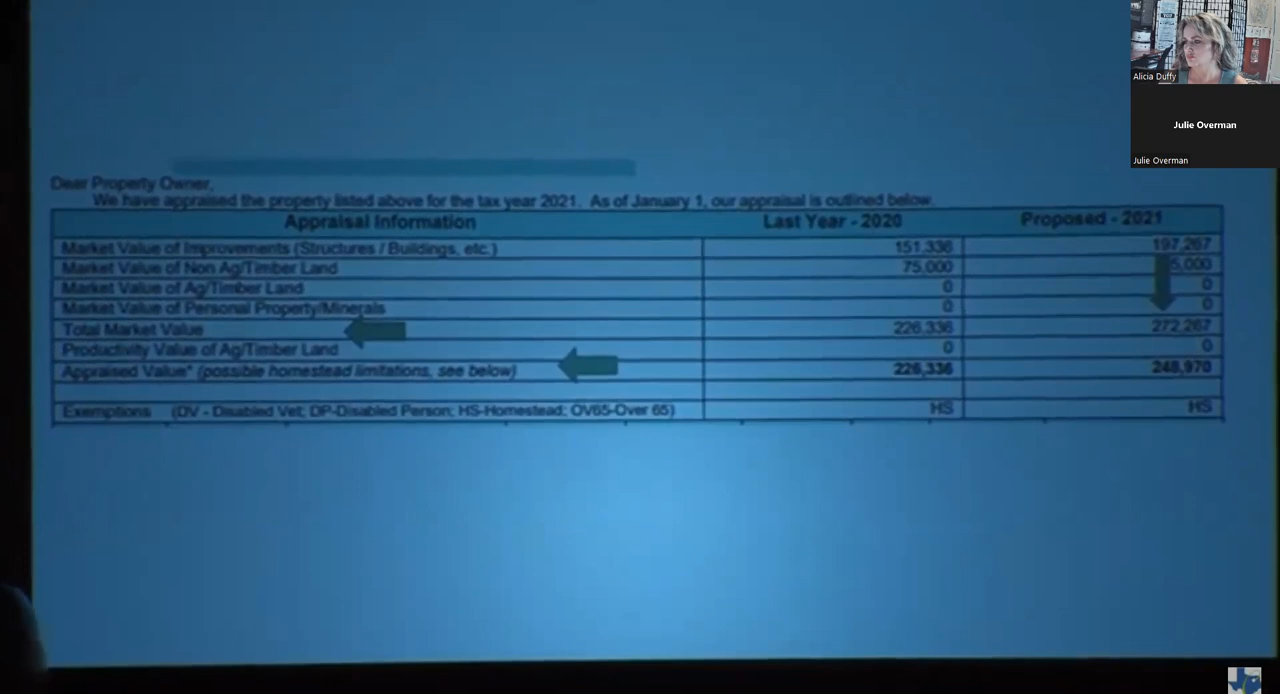 Alicia Duffy
Julie Overman
Julie Overman
Dear Property Owner,
We have appraised the property listed above for the tax year 2021. As of January 1, our appraisal is outlined below.
Appraisal Information Last Year - 2020 Proposed - 2021
Market Value of Improvements (Structures / Buildings, etc.) 151,336 197,267
Market Value of Non Ag/Timber Land 75,000 5,000
Market Value of Ag/Timber Land 0 0
Market Value of Personal Property/Minerals 0 0
Total Market Value 226,336 272,267
Productivity Value of Ag/Timber Land 0 0
Appraised Value* (possible homestead limitations, see below) 226,336 248,970
Exemptions (DV - Disabled Vet; DP-Disabled Person; HS-Homestead; OV65-Over 65) HS HS